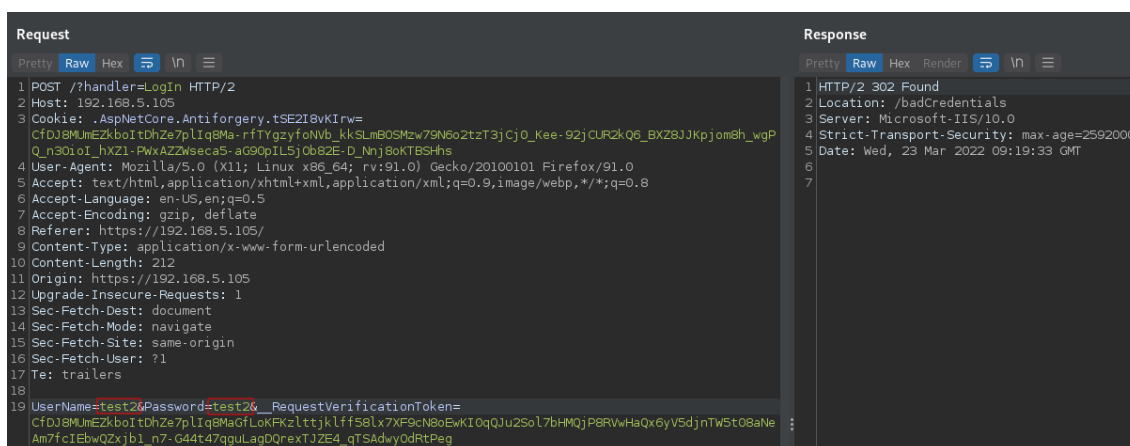 Request
Pretty Raw Hex \n
1 POST /?handler=LogIn HTTP/2
2 Host: 192.168.5.105
3 Cookie: .AspNetCore.Antiforgery.tSE2I8vKIrw=
CfDJ8MUmEZkboItDhZe7plIq8Ma-rfTYgzyfoNVb_kkSLmBOSMzw79N6o2tzT3jCjO_Kee-92jCUR2kQ6_BXZ8JJKpjom8h_wgP
Q_n3OioI_hXZ1-PWxAZZWseca5-aG9OpIL5jOb82E-D_Nnj8oKTBSHhs
4 User-Agent: Mozilla/5.0 (X11; Linux x86_64; rv:91.0) Gecko/20100101 Firefox/91.0
5 Accept: text/html,application/xhtml+xml,application/xml;q=0.9,image/webp,*/*;q=0.8
6 Accept-Language: en-US,en;q=0.5
7 Accept-Encoding: gzip, deflate
8 Referer: https://192.168.5.105/
9 Content-Type: application/x-www-form-urlencoded
10 Content-Length: 212
11 Origin: https://192.168.5.105
12 Upgrade-Insecure-Requests: 1
13 Sec-Fetch-Dest: document
14 Sec-Fetch-Mode: navigate
15 Sec-Fetch-Site: same-origin
16 Sec-Fetch-User: ?1
17 Te: trailers
18
19 UserName=test2&Password=test2&__RequestVerificationToken=
CfDJ8MUmEZkboItDhZe7plIq8MaGfLoKFKzlttjklff58lx7XF9cN8oEwKIOqQJu2Sol7bHMQjP8RVwHaQx6yV5djnTW5tO8aNe
Am7fcIEbwQZxjb1_n7-G44t47qguLagDQrexTJZE4_qTSAdwyOdRtPeg
Response
Pretty Raw Hex Render \n
1 HTTP/2 302 Found
2 Location: /badCredentials
3 Server: Microsoft-IIS/10.0
4 Strict-Transport-Security: max-age=2592000
5 Date: Wed, 23 Mar 2022 09:19:33 GMT
6
7